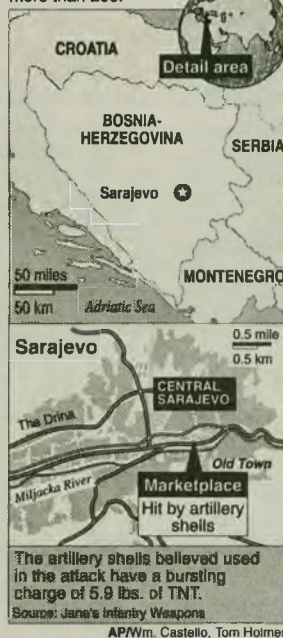 more than 200.
CROATIA
Detail area
BOSNIA-
HERZEGOVINA
SERBIA
Sarajevo
50 miles
50 km
Adriatic Sea
MONTENEGRO
Sarajevo
0.5 mile
0.5 km
CENTRAL
SARAJEVO
The Drina
Old Town
Miljacka River
Marketplace
Hit by artillery
shells
The artillery shells believed used
in the attack have a bursting
charge of 5.9 lbs. of TNT.
Source: Jane's Infantry Weapons
AP/Wm. Castello, Tom Holmes